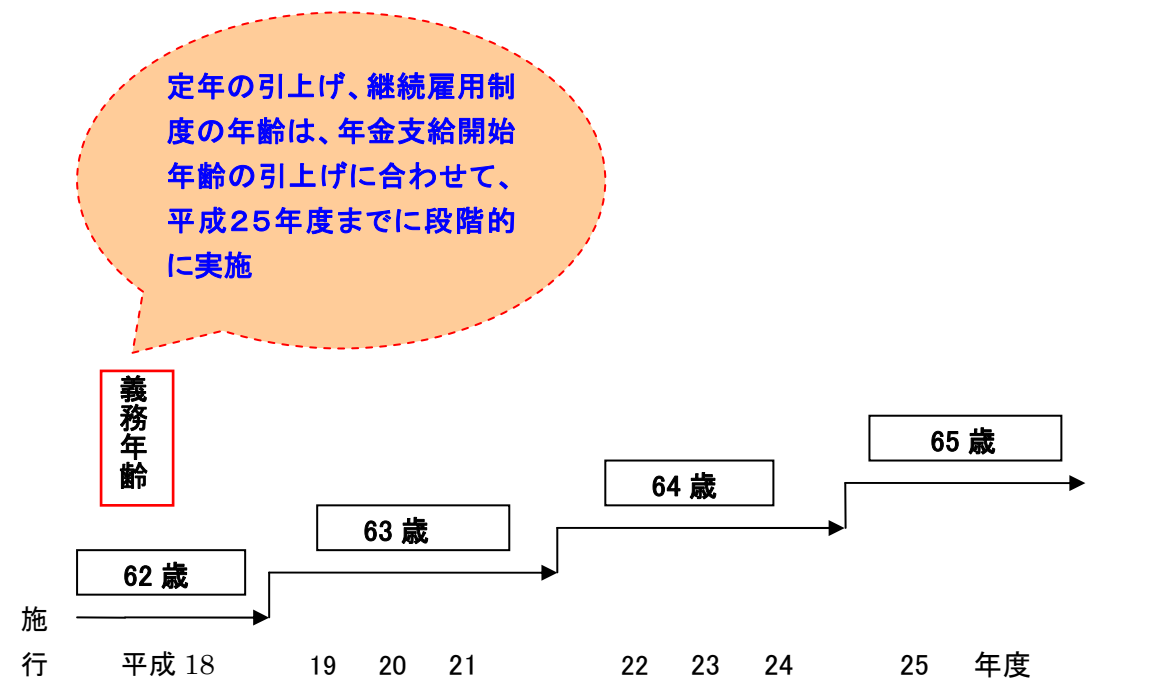 定年の引上げ、継続雇用制
度の年齢は、年金支給開始
年齢の引上げに合わせて、
平成25年度までに段階的
に実施
義務年齢
65 歳
64 歳
63 歳
62 歳
施
行 平成 18 19 20 21 22 23 24 25 年度